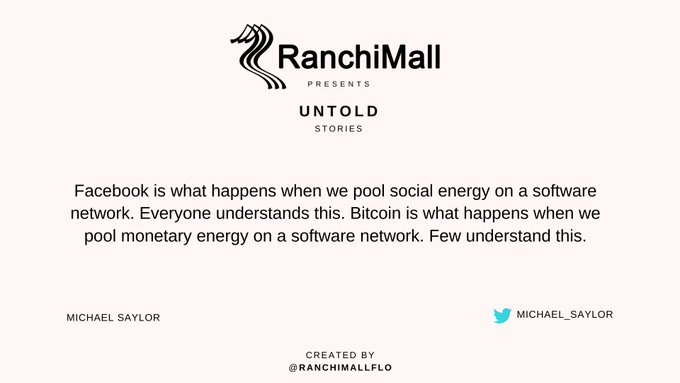 RanchiMall
PRESENTS
UNTOLD
STORIES
Facebook is what happens when we pool social energy on a software
network. Everyone understands this. Bitcoin is what happens when we
pool monetary energy on a software network. Few understand this.
MICHAEL SAYLOR
MICHAEL_SAYLOR
CREATED BY
@RANCHIMALLFLO